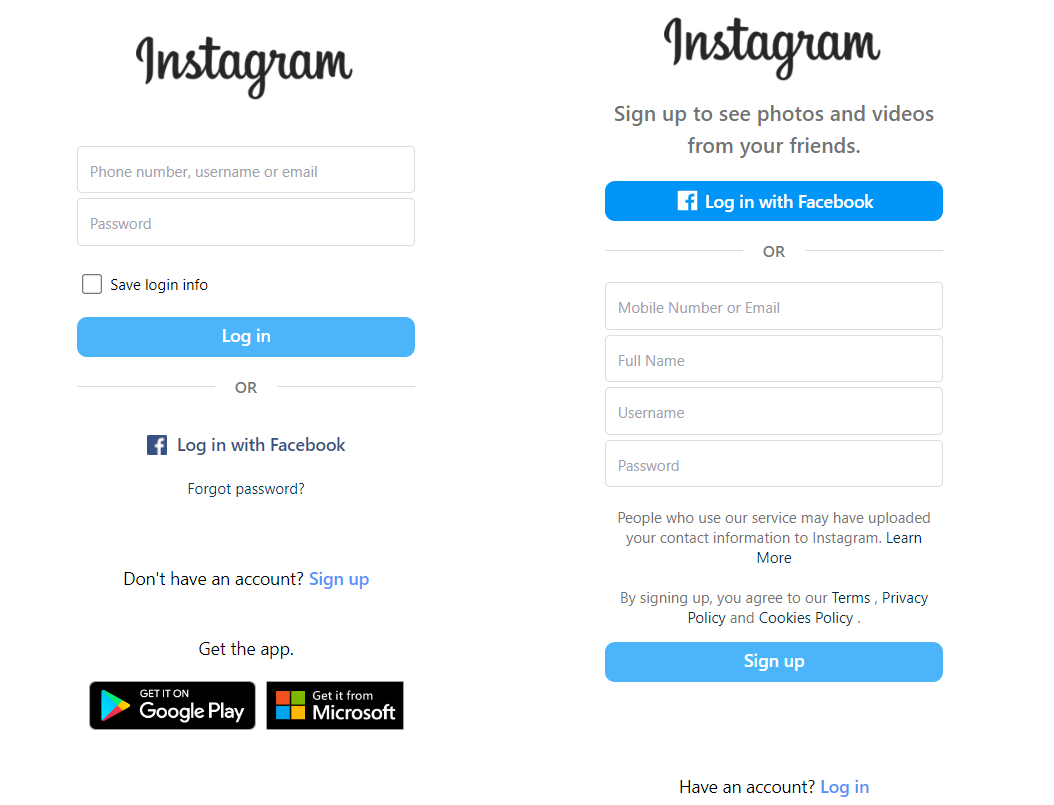 Instagram
Phone number, username or email
Password
Save login info
Log in
OR
Log in with Facebook
Forgot password?
Don't have an account? Sign up
Get the app.
GET IT ON
Google Play
Get it from
Microsoft
Instagram
Sign up to see photos and videos
from your friends.
Log in with Facebook
OR
Mobile Number or Email
Full Name
Username
Password
People who use our service may have uploaded
your contact information to Instagram. Learn
More
By signing up, you agree to our Terms , Privacy
Policy and Cookies Policy .
Sign up
Have an account? Log in